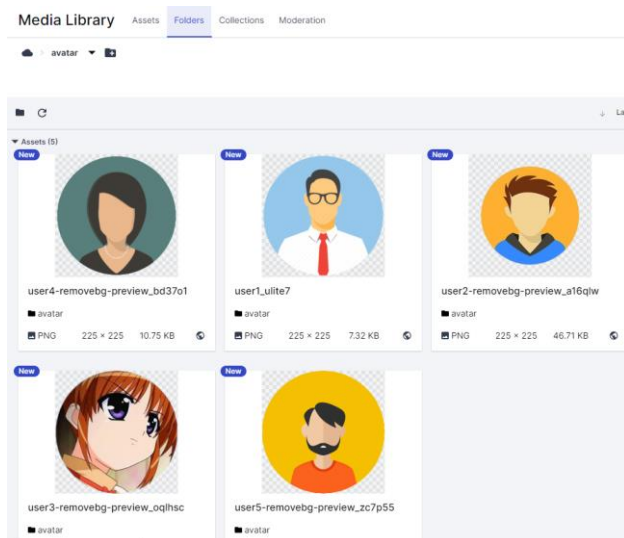 Media Library Assets Folders Collections Moderation
avatar
La
Assets (5)
New New New
user4-removebg-preview_bd37o1 user1_ulite7 user2-removebg-preview_a16qlw
avatar avatar avatar
PNG 225 × 225 10.75 KB PNG 225 × 225 7.32 KB PNG 225 × 225 46.71 KB
New New
user3-removebg-preview_oqlhsc user5-removebg-preview_zc7p55
avatar avatar